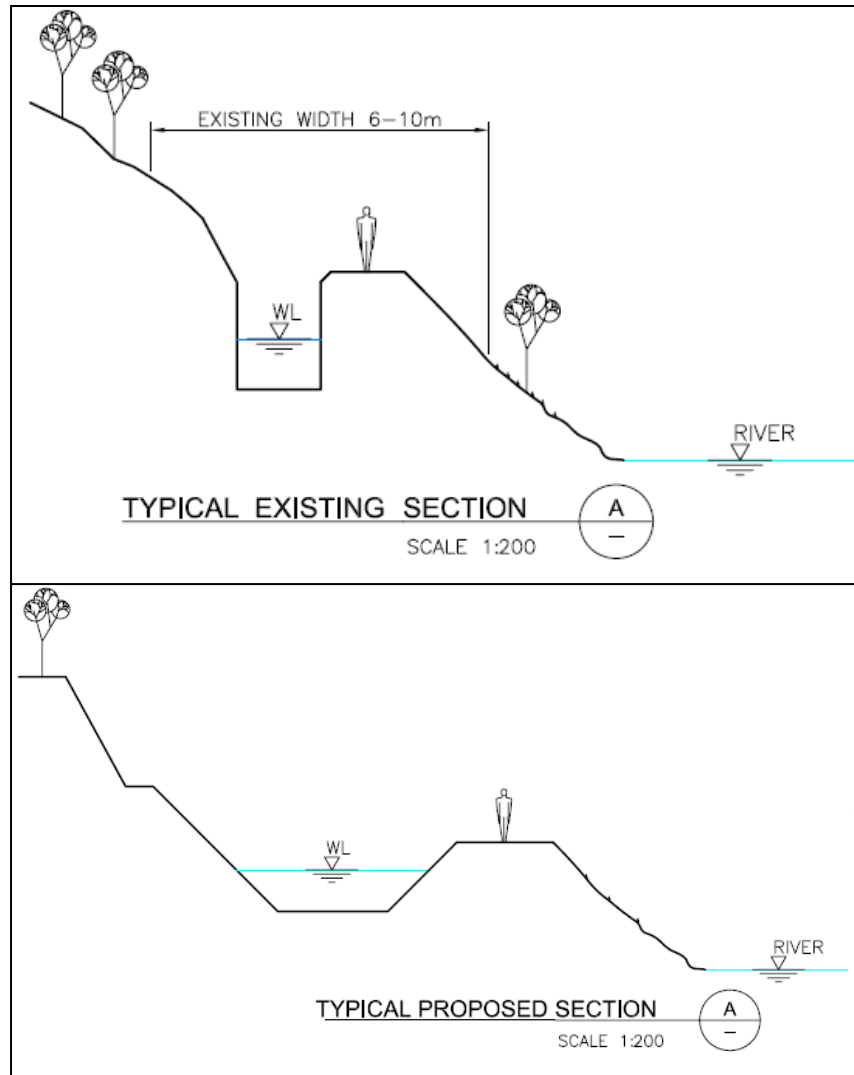 EXISTING WIDTH 6-10m
WL
RIVER
TYPICAL EXISTING SECTION
A
–
SCALE 1:200
WL
RIVER
TYPICAL PROPOSED SECTION
A
–
SCALE 1:200